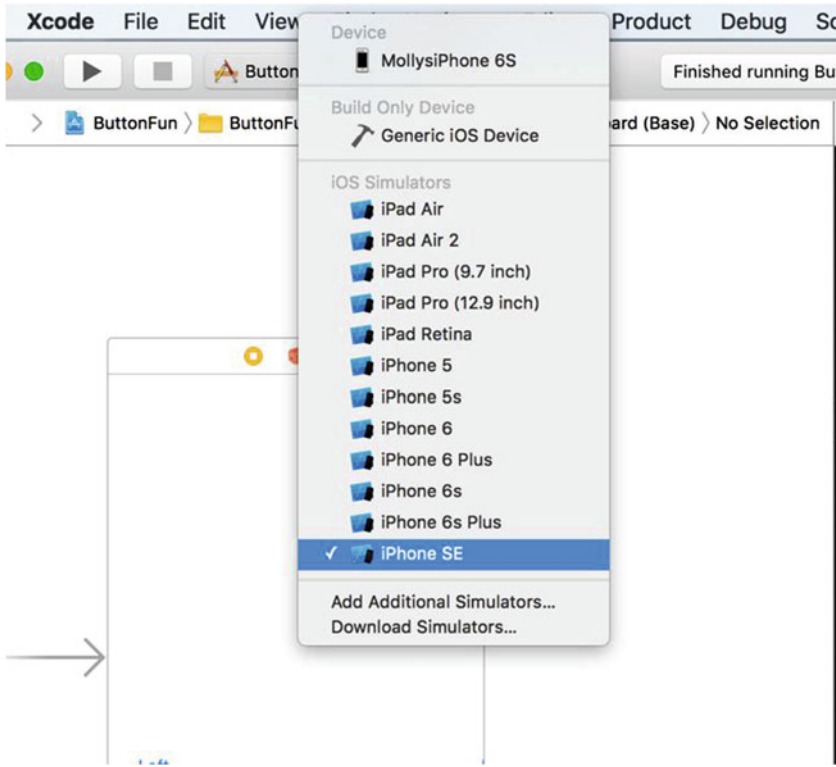 Xcode File Edit View Product Debug
Device
MollysiPhone 6S
Button
Finished running Bu
Build Only Device
Generic iOS Device
ButtonFun
ButtonFu
ard (Base)
No Selection
iOS Simulators
iPad Air
iPad Air 2
iPad Pro (9.7 inch)
iPad Pro (12.9 inch)
iPad Retina
iPhone 5
iPhone 5s
iPhone 6
iPhone 6 Plus
iPhone 6s
iPhone 6s Plus
iPhone SE
Add Additional Simulators...
Download Simulators...